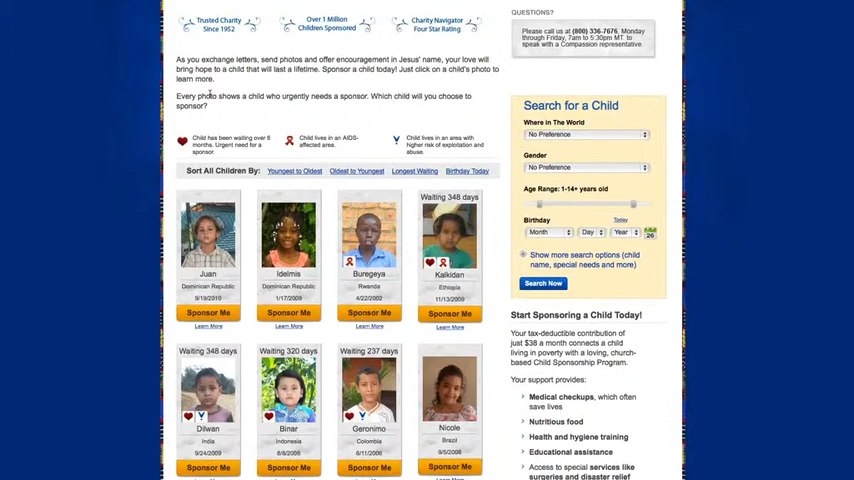 Trusted Charity
Since 1952
Over 1 Million
Children Sponsored
Charity Navigator
Four Star Rating
As you exchange letters, send photos and offer encouragement in Jesus' name, your love will
bring hope to a child that will last a lifetime. Sponsor a child today! Just click on a child's photo to
learn more.
Every photo shows a child who urgently needs a sponsor. Which child will you choose to
sponsor?
Child has been waiting over 6
months. Urgent need for a
sponsor.
Child lives in an AIDS-
affected area.
Child lives in an area with
higher risk of exploitation and
abuse.
Sort All Children By: Youngest to Oldest Oldest to Youngest Longest Waiting Birthday Today
Waiting 348 days
Juan Idelmis Buregeya Kalkidan
Dominican Republic Dominican Republic Rwanda Ethiopia
9/19/2010 1/17/2009 4/22/2002 11/13/2009
Sponsor Me Sponsor Me Sponsor Me Sponsor Me
Learn More Learn More Learn More Learn More
Waiting 348 days Waiting 320 days Waiting 237 days
Dilwan Binar Geronimo Nicole
India Indonesia Colombia Brazil
9/24/2009 8/8/2008 6/11/2006 9/5/2008
Sponsor Me Sponsor Me Sponsor Me Sponsor Me
QUESTIONS?
Please call us at (800) 336-7676, Monday
through Friday, 7am to 5:30pm MT. to
speak with a Compassion representative.
Search for a Child
Where in The World
No Preference
Gender
No Preference
Age Range: 1-14+ years old
Birthday Today
Month Day Year 26
Show more search options (child
name, special needs and more)
Search Now
Start Sponsoring a Child Today!
Your tax-deductible contribution of
just $38 a month connects a child
living in poverty with a loving, church-
based Child Sponsorship Program.
Your support provides:
Medical checkups, which often
save lives
Nutritious food
Health and hygiene training
Educational assistance
Access to special services like
surgeries and disaster relief